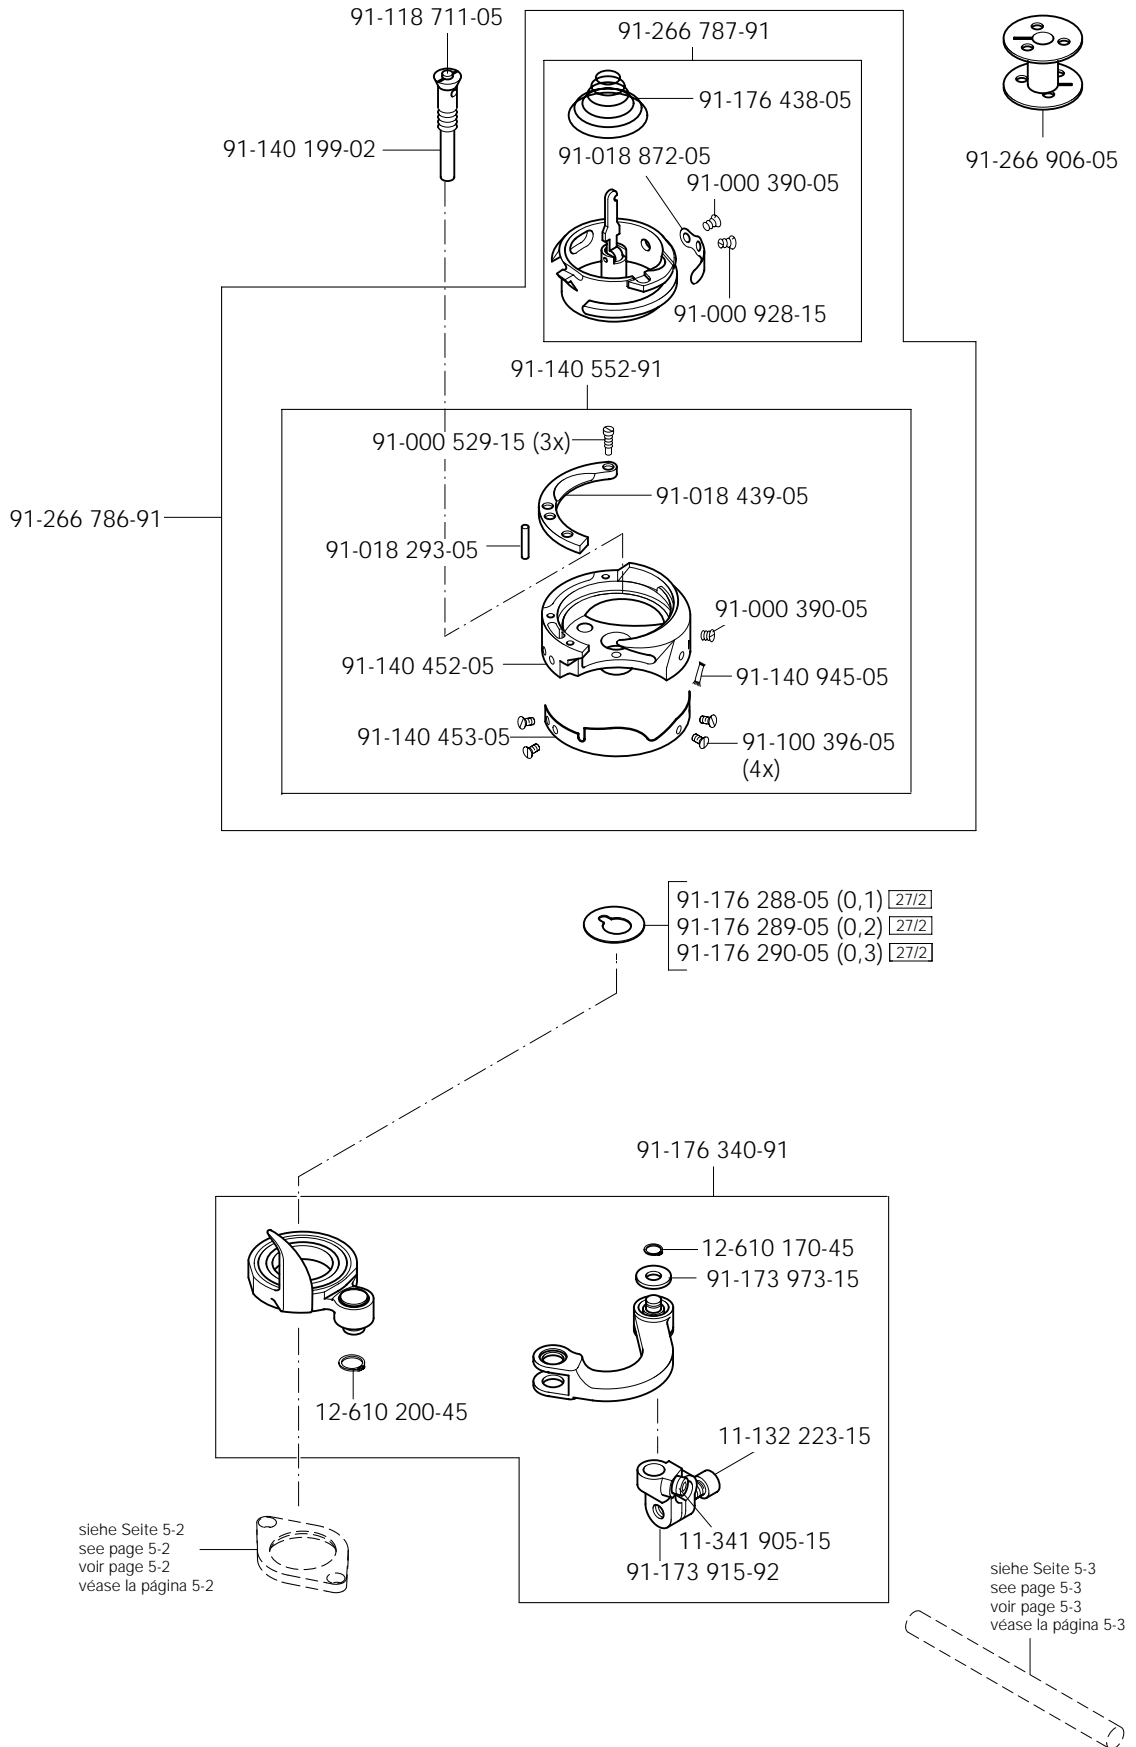 91-118 711-05
91-266 787-91
91-176 438-05
91-140 199-02
91-018 872-05
91-266 906-05
91-000 390-05
91-000 928-15
91-140 552-91
91-000 529-15 (3x)
91-018 439-05
91-266 786-91
91-018 293-05
91-000 390-05
91-140 452-05
91-140 945-05
91-140 453-05
91-100 396-05
(4x)
91-176 288-05 (0,1) 27/2
91-176 289-05 (0,2) 27/2
91-176 290-05 (0,3) 27/2
91-176 340-91
12-610 170-45
91-173 973-15
12-610 200-45
11-132 223-15
11-341 905-15
91-173 915-92
siehe Seite 5-2
see page 5-2
voir page 5-2
véase la página 5-2
siehe Seite 5-3
see page 5-3
voir page 5-3
véase la página 5-3